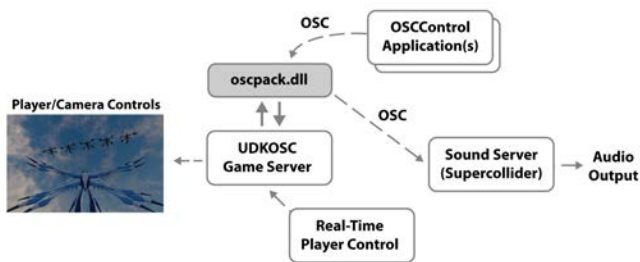 OSC
OSCControl
Application(s)
oscpack.dll
Player/Camera Controls
OSC
UDKOSC
Game Server
Sound Server
(Supercollider)
Audio
Output
Real-Time
Player Control